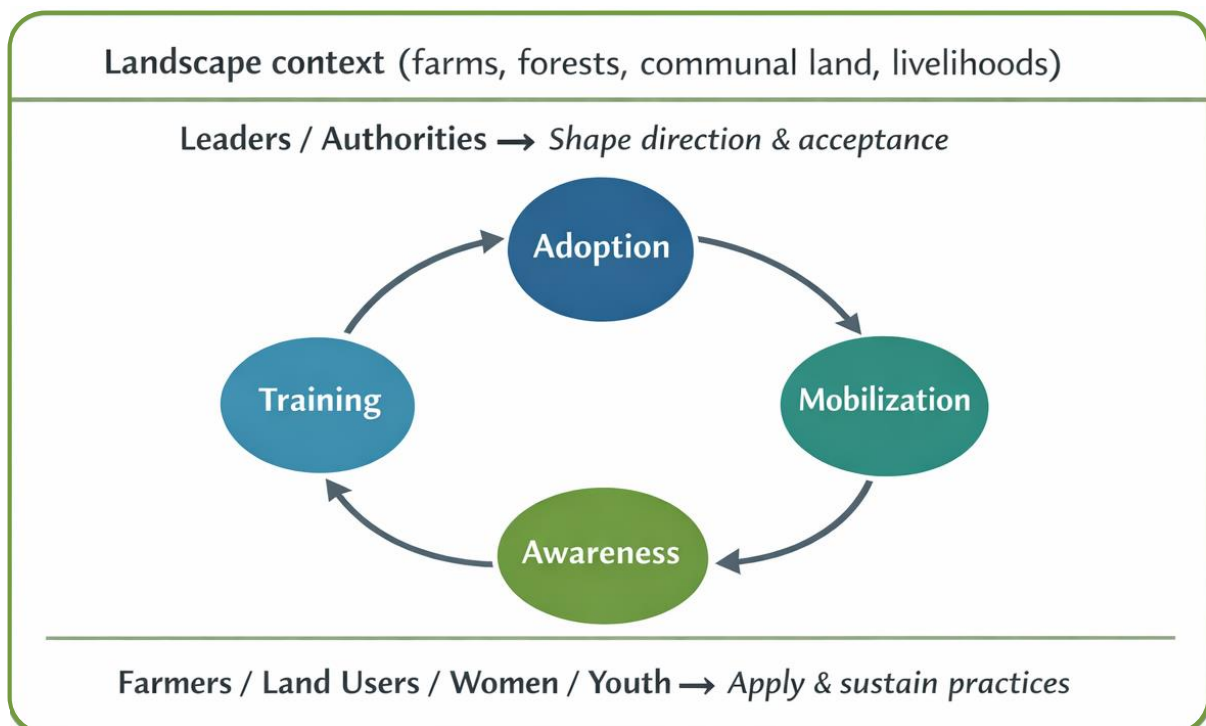 Landscape context (farms, forests, communal land, livelihoods)
Leaders / Authorities → Shape direction & acceptance
Adoption
Training
Mobilization
Awareness
Farmers / Land Users / Women / Youth → Apply & sustain practices